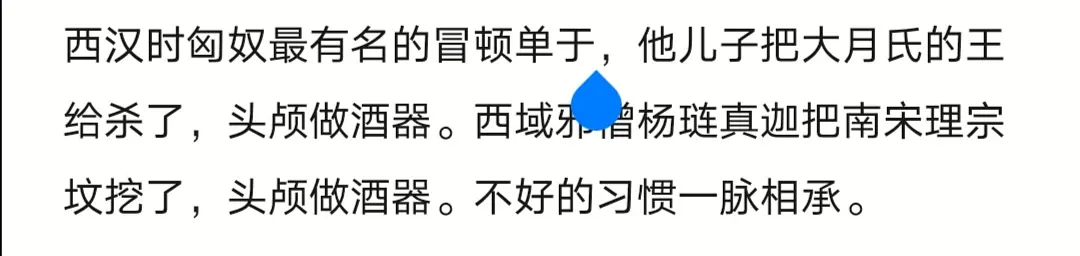 西汉时匈奴最有名的冒顿单于，他儿子把大月氏的王
给杀了，头颅做酒器。西域邪僧杨琏真迦把南宋理宗
坟挖了，头颅做酒器。不好的习惯一脉相承。